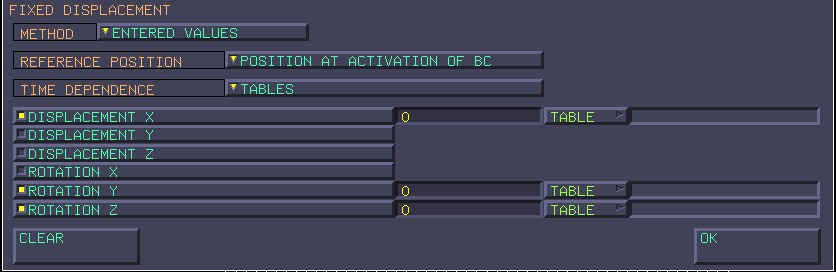 FIXED DISPLACEMENT
METHOD ENTERED VALUES
REFERENCE POSITION POSITION AT ACTIVATION OF BC
TIME DEPENDENCE TABLES
DISPLACEMENT X 0 TABLE
DISPLACEMENT Y
DISPLACEMENT Z
ROTATION X
ROTATION Y 0 TABLE
ROTATION Z 0 TABLE
CLEAR OK